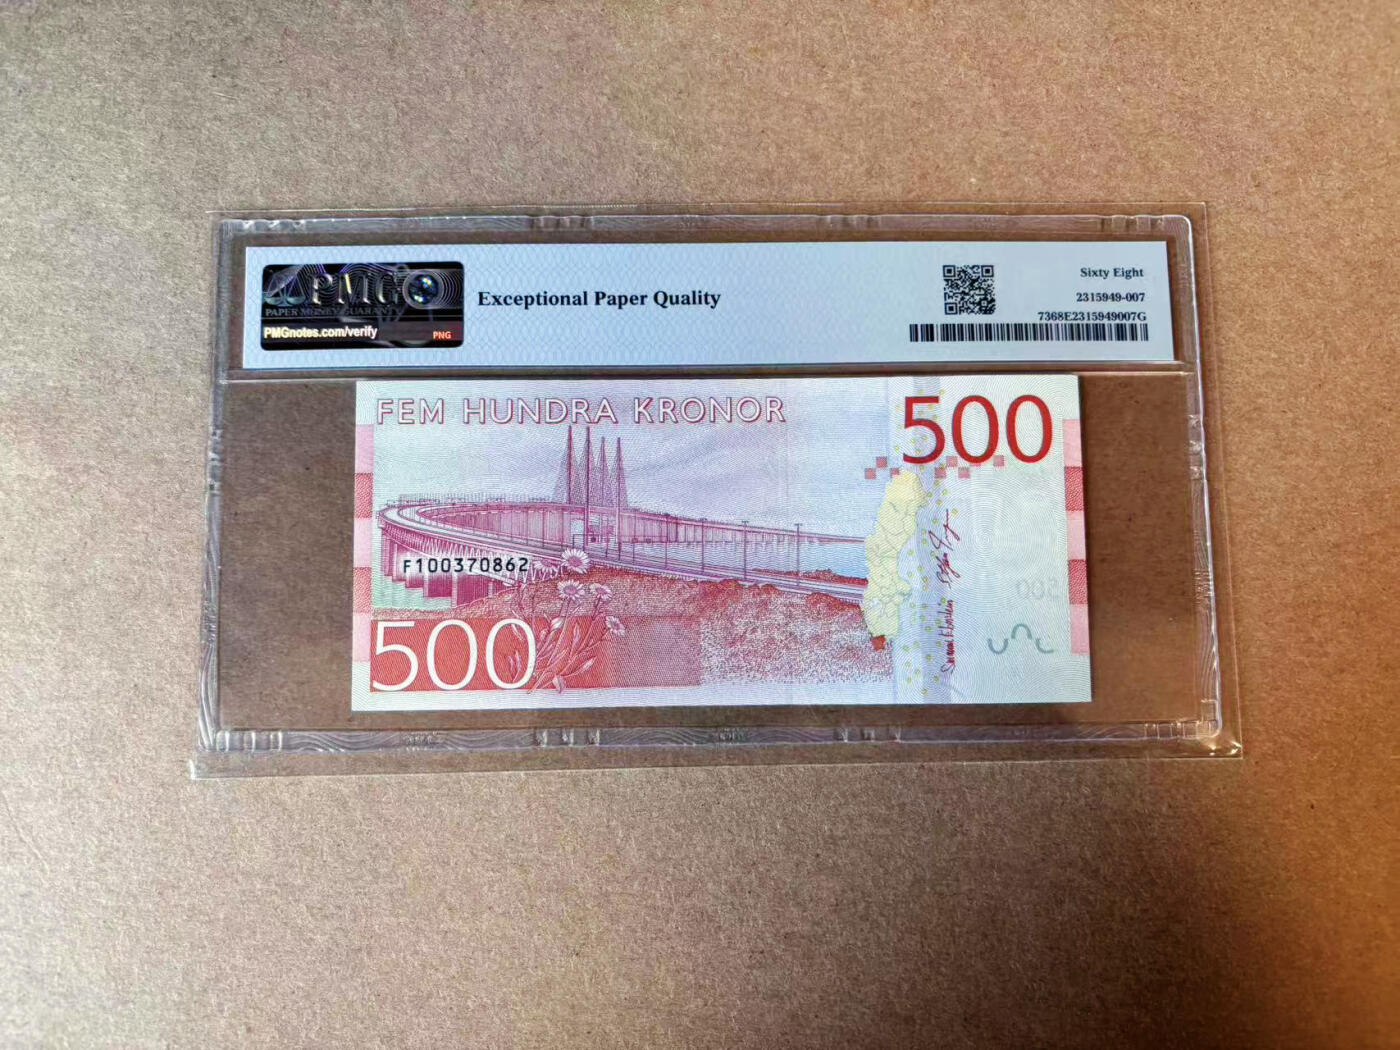 PMG
PAPER MONEY GUARANTY
PMGnotes.com/verify
PNG
Exceptional Paper Quality
Sixty Eight
2315949-007
7368E2315949007G
FEM HUNDRA KRONOR
500
F100370862
500